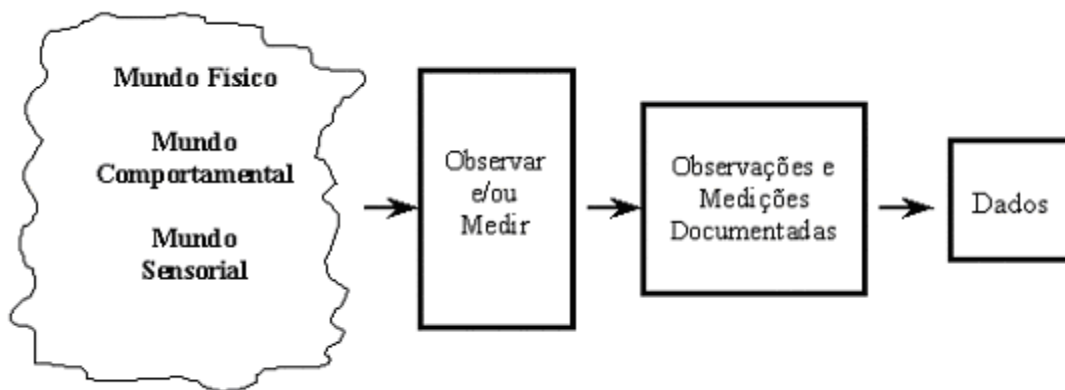 Mundo Físico
Mundo
Comportamental
Mundo
Sensorial
Observar
e/ou
Medir
Observações e
Medições
Documentadas
Dados